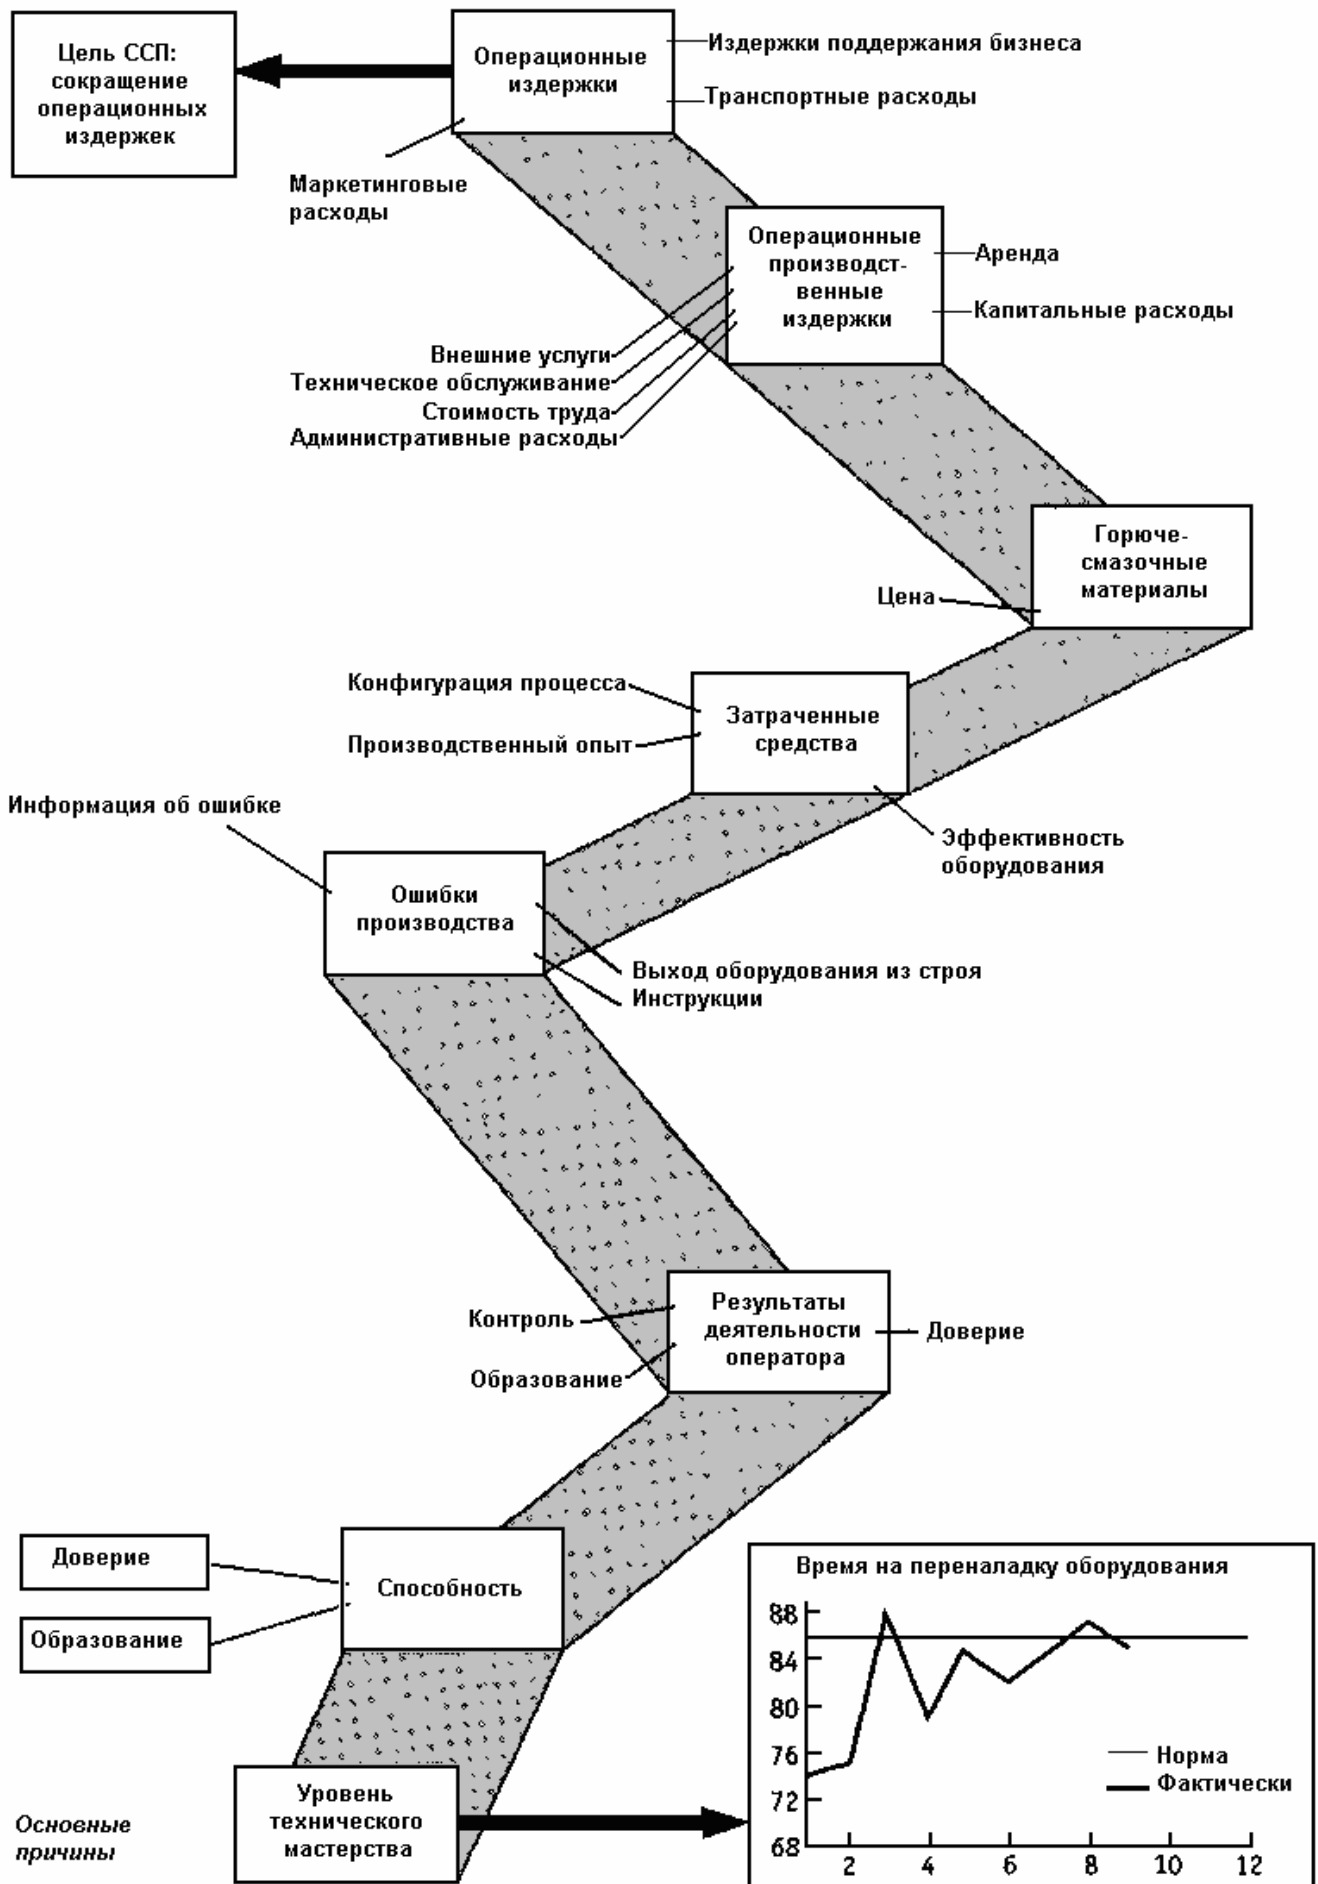 Цель ССП:
сокращение
операционных
издержек
Операционные
издержки
Издержки поддержания бизнеса
Транспортные расходы
Маркетинговые
расходы
Операционные
производст-
венные
издержки
Аренда
Капитальные расходы
Внешние услуги
Техническое обслуживание
Стоимость труда
Административные расходы
Горюче-
смазочные
материалы
Цена
Конфигурация процесса
Производственный опыт
Затраченные
средства
Эффективность
оборудования
Информация об ошибке
Ошибки
производства
Выход оборудования из строя
Инструкции
Контроль
Образование
Результаты
деятельности
оператора
Доверие
Доверие
Образование
Способность
Уровень
технического
мастерства
Основные
причины
Время на переналадку оборудования
88
84
80
76
72
68
2 4 6 8 10 12
Норма
Фактически